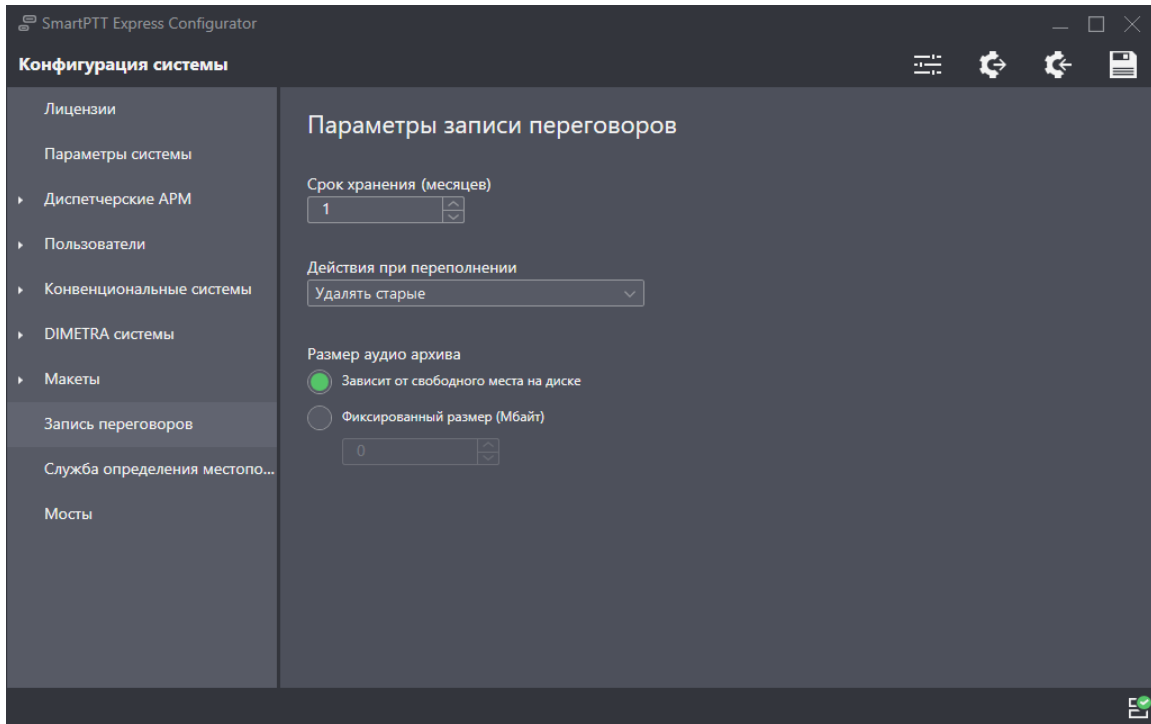 SmartPTT Express Configurator
Конфигурация системы
Лицензии
Параметры системы
Диспетчерские АРМ
Пользователи
Конвенциональные системы
DIMETRA системы
Макеты
Запись переговоров
Служба определения местопо...
Мосты
Параметры записи переговоров
Срок хранения (месяцев)
1
Действия при переполнении
Удалять старые
Размер аудио архива
Зависит от свободного места на диске
Фиксированный размер (Мбайт)
0